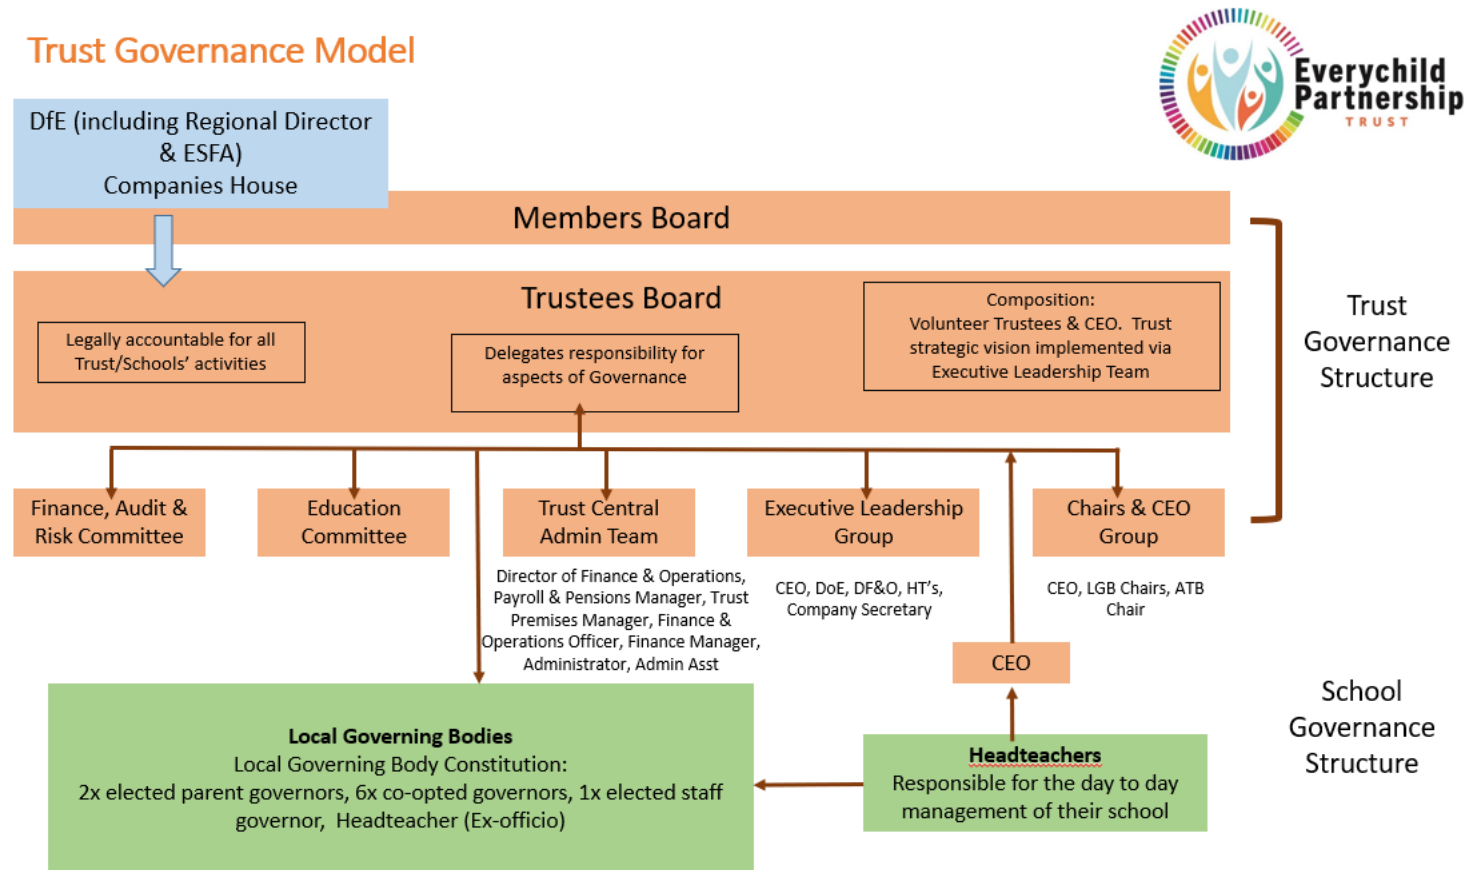 Trust Governance Model
Everychild
Partnership
TRUST
DfE (including Regional Director
& ESFA)
Companies House
Members Board
Trustees Board
Legally accountable for all
Trust/Schools' activities
Delegates responsibility for
aspects of Governance
Composition:
Volunteer Trustees & CEO.  Trust
strategic vision implemented via
Executive Leadership Team
Trust
Governance
Structure
Finance, Audit &
Risk Committee
Education
Committee
Trust Central
Admin Team
Executive Leadership
Group
Chairs & CEO
Group
Director of Finance & Operations,
Payroll & Pensions Manager, Trust
Premises Manager, Finance &
Operations Officer, Finance Manager,
Administrator, Admin Asst
CEO, DoE, DF&O, HT's,
Company Secretary
CEO, LGB Chairs, ATB
Chair
CEO
School
Governance
Structure
Local Governing Bodies
Local Governing Body Constitution:
2x elected parent governors, 6x co-opted governors, 1x elected staff
governor,  Headteacher (Ex-officio)
Headteachers
Responsible for the day to day
management of their school